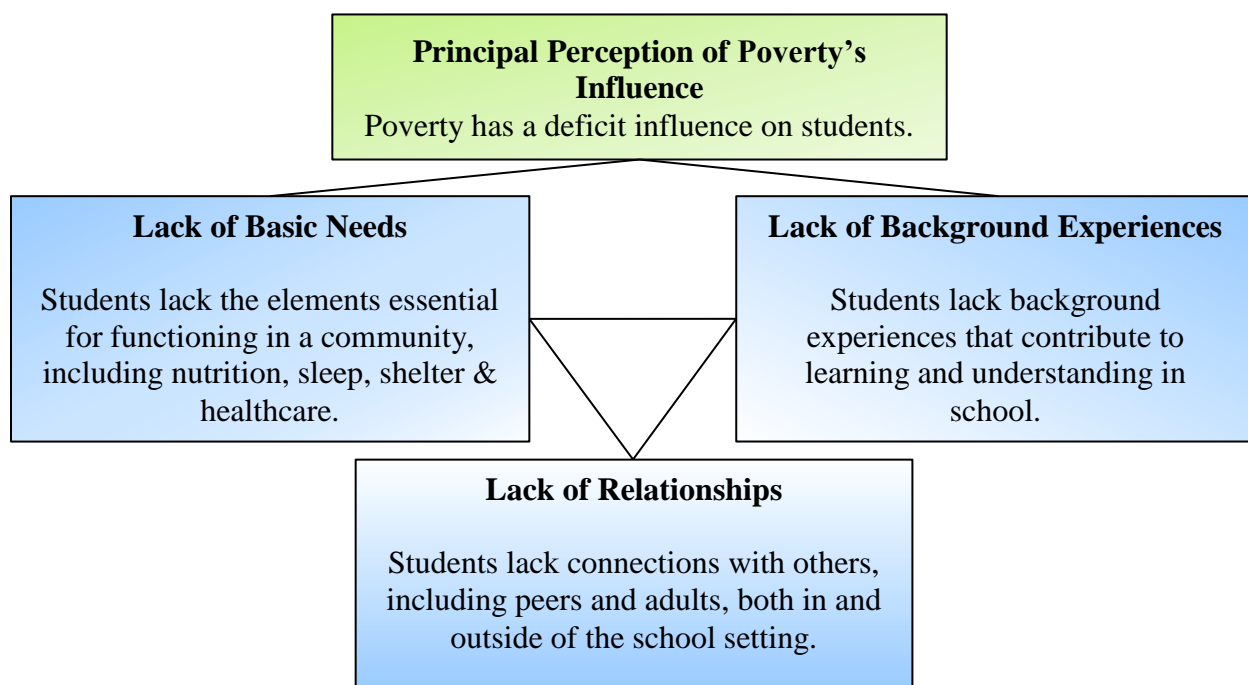 Principal Perception of Poverty’s
Influence
Poverty has a deficit influence on students.
Lack of Basic Needs
Students lack the elements essential
for functioning in a community,
including nutrition, sleep, shelter &
healthcare.
Lack of Background Experiences
Students lack background
experiences that contribute to
learning and understanding in
school.
Lack of Relationships
Students lack connections with others,
including peers and adults, both in and
outside of the school setting.